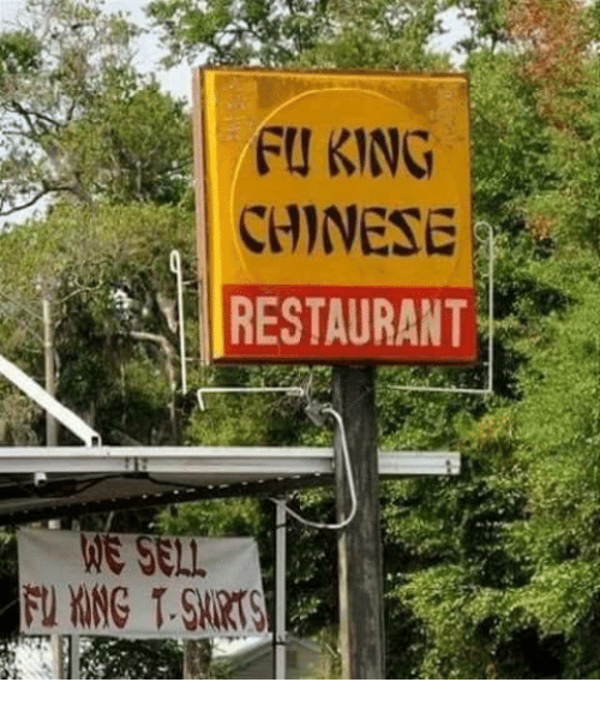 FU KING
CHINESE
RESTAURANT
WE SELL
FU KING T-SHIRTS